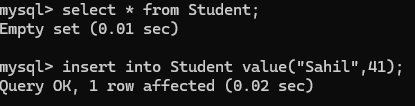 mysql> select * from Student;
Empty set (0.01 sec)
mysql> insert into Student value("Sahil",41);
Query OK, 1 row affected (0.02 sec)